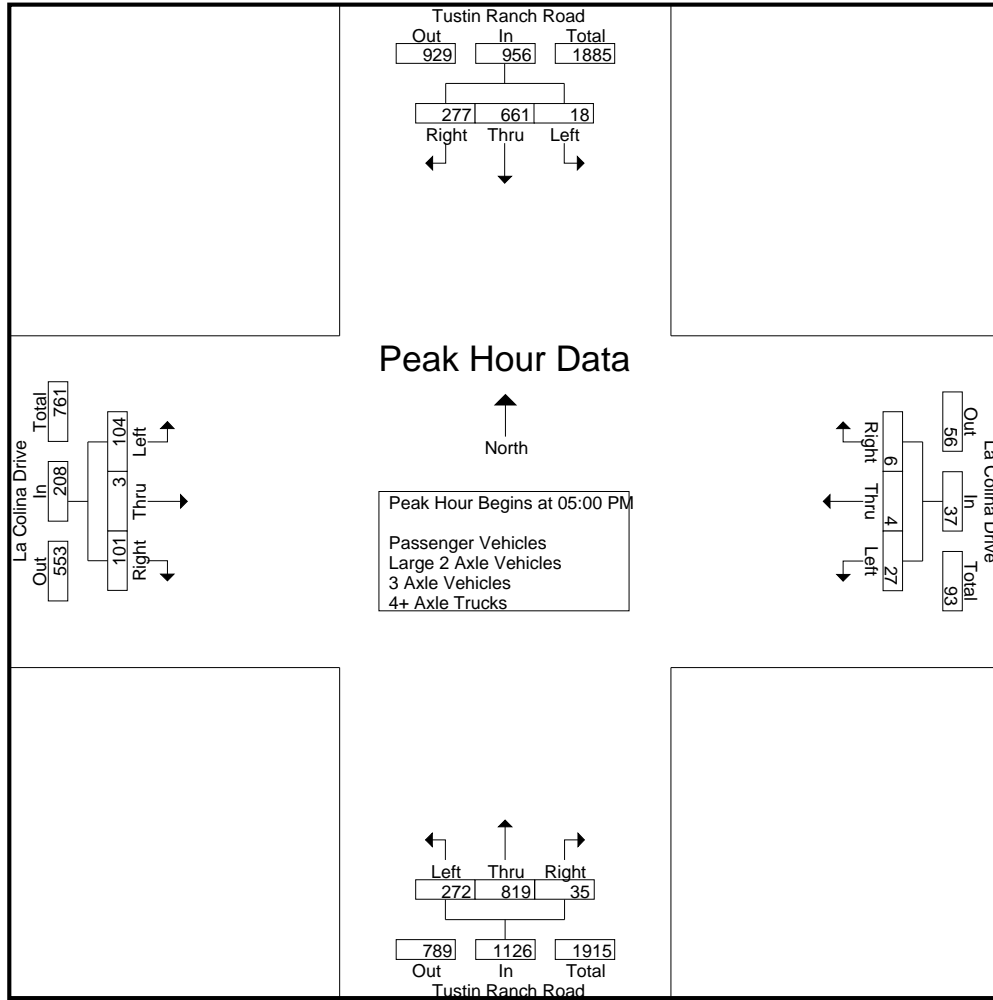 Tustin Ranch Road
Out In Total
929 956 1885
277 661 18
Right Thru Left
Peak Hour Data
North
Peak Hour Begins at 05:00 PM
Passenger Vehicles
Large 2 Axle Vehicles
3 Axle Vehicles
4+ Axle Trucks
La Colina Drive
Out In Total
553 208 761
101 3 104
Right Thru Left
La Colina Drive
Out In Total
56 37 93
6 4 27
Right Thru Left
Left Thru Right
272 819 35
789 1126 1915
Out In Total
Tustin Ranch Road